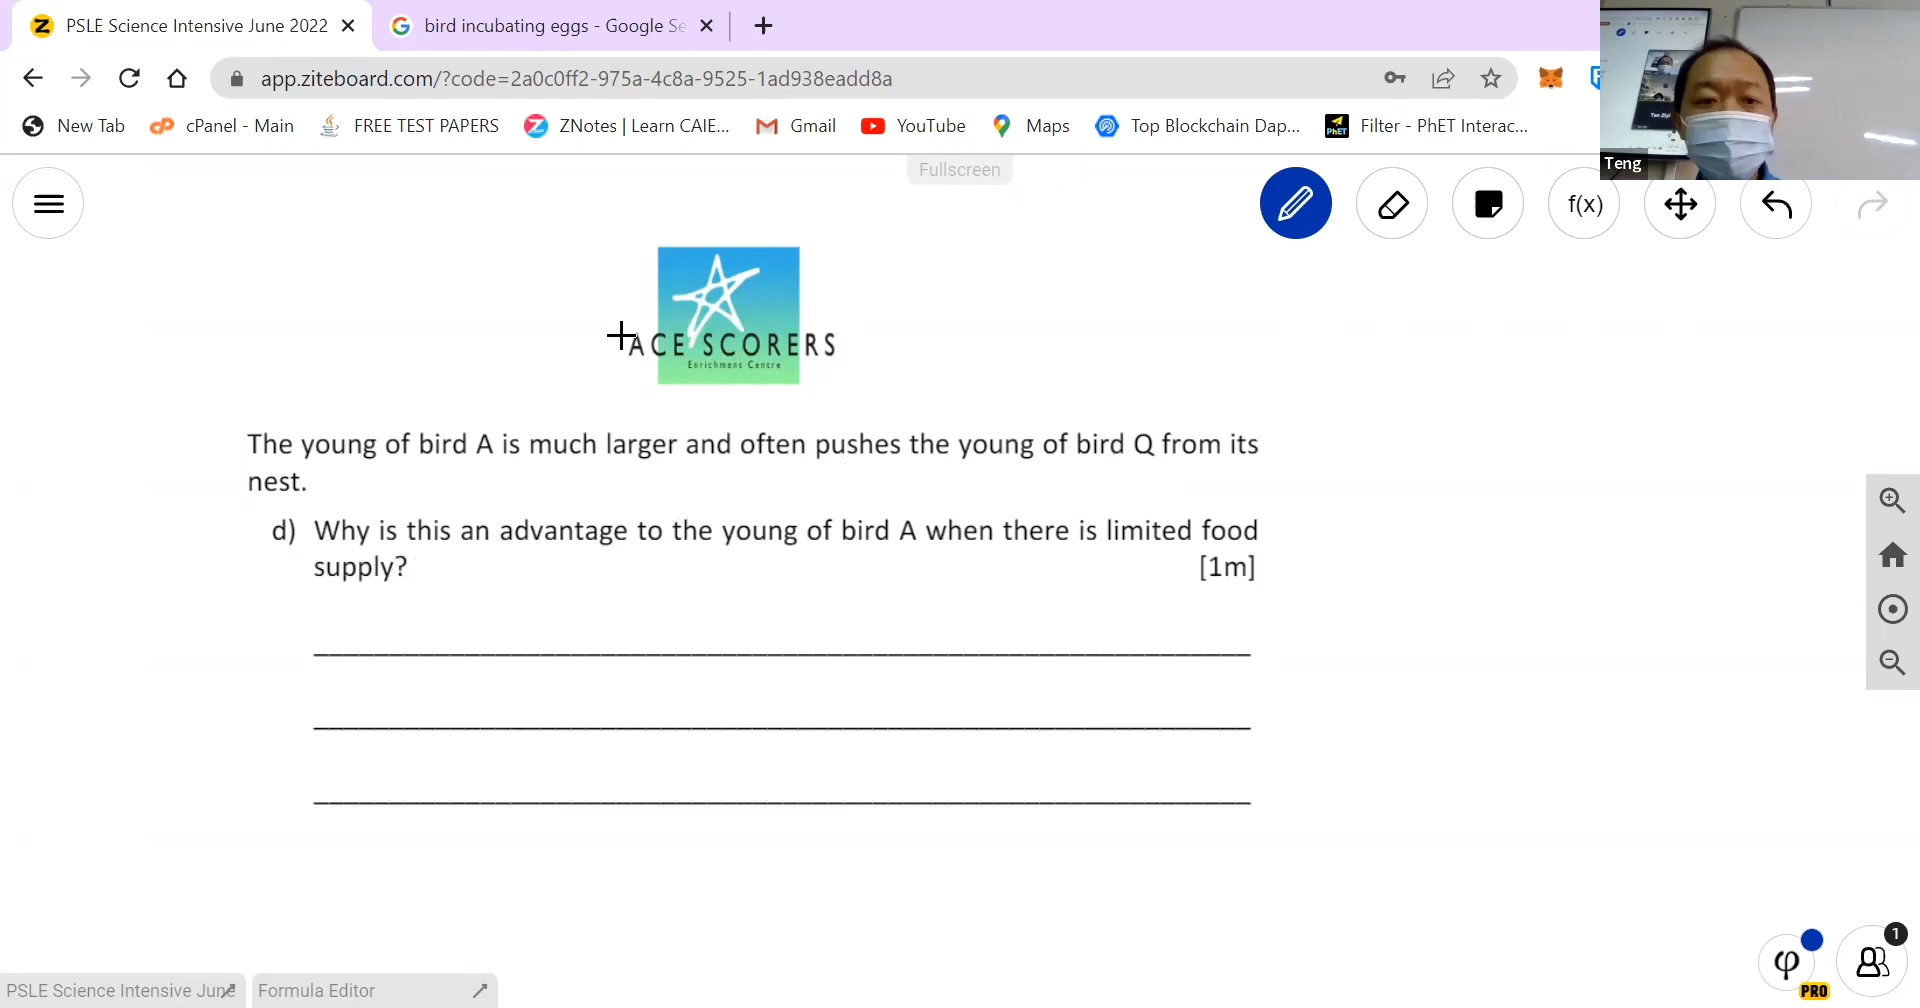 PSLE Science Intensive June 2022
bird incubating eggs - Google Se
app.ziteboard.com/?code=2a0c0ff2-975a-4c8a-9525-1ad938eadd8a
New Tab cPanel - Main FREE TEST PAPERS ZNotes | Learn CAIE... Gmail YouTube Maps Top Blockchain Dap... Filter - PhET Interac...
Teng
Fullscreen
f(x)
ACE SCORERS
Enrichment Centre
The young of bird A is much larger and often pushes the young of bird Q from its
nest.
d) Why is this an advantage to the young of bird A when there is limited food
supply? [1m]
1
φ
PRO
PSLE Science Intensive June
Formula Editor